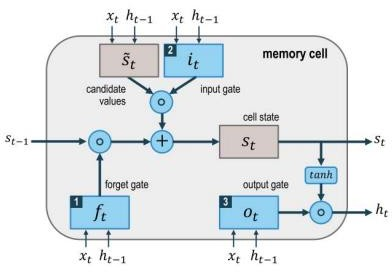 x_t h_{t-1} x_t h_{t-1}
memory cell
s̃_t
2 i_t
candidate values
input gate
cell state
s_{t-1}
+
s_t
s_t
tanh
forget gate
output gate
1 f_t
3 o_t
h_t
x_t h_{t-1} x_t h_{t-1}